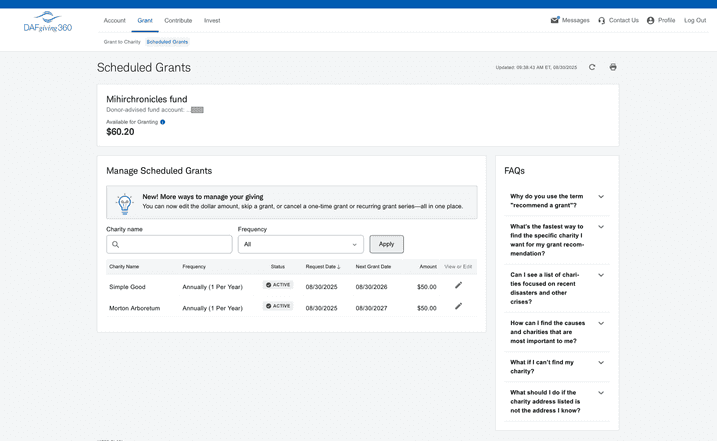 DAFgiving360
Account Grant Contribute Invest
Messages Contact Us Profile Log Out
Grant to Charity Scheduled Grants
Scheduled Grants
Updated: 09:38:42 AM ET, 08/30/2025
Mihirchronicles fund
Donor-advised fund account: ...
Available for Granting
$60.20
Manage Scheduled Grants
New! More ways to manage your giving
You can now edit the dollar amount, skip a grant, or cancel a one-time grant or recurring grant series—all in one place.
Charity name
Frequency
All
Apply
Charity Name Frequency Status Request Date ↓ Next Grant Date Amount View or Edit
Simple Good Annually (1 Per Year) ACTIVE 08/30/2025 08/30/2026 $50.00
Morton Arboretum Annually (1 Per Year) ACTIVE 08/30/2025 08/30/2027 $50.00
FAQs
Why do you use the term
"recommend a grant"?
What's the fastest way to
find the specific charity I
want for my grant recom-
mendation?
Can I see a list of chari-
ties focused on recent
disasters and other
crises?
How can I find the causes
and charities that are
most important to me?
What if I can't find my
charity?
What should I do if the
charity address listed is
not the address I know?